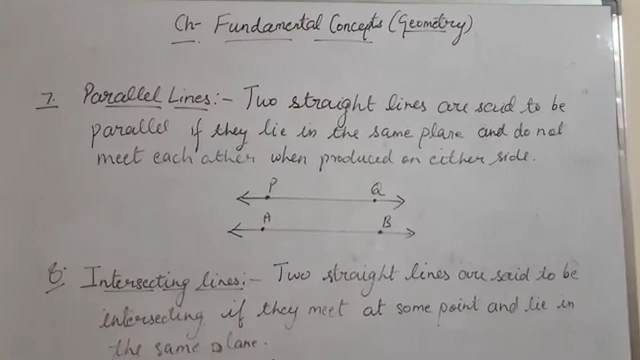 Ch- Fundamental Concepts (Geometry)
7. Parallel Lines:- Two straight lines are said to be
parallel if they lie in the same plane and do not
meet each other when produced on either side.
P Q
A B
8. Intersecting lines:- Two straight lines are said to be
intersecting if they meet at some point and lie in
the same plane.